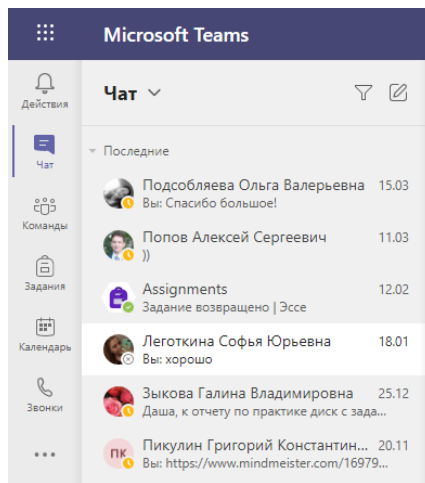 Microsoft Teams
Действия
Чат
Команды
Задания
Календарь
Звонки
Чат
Последние
Подсобляева Ольга Валерьевна 15.03
Вы: Спасибо большое!
Попов Алексей Сергеевич 11.03
))
Assignments 12.02
Задание возвращено | Эссе
Леготкина Софья Юрьевна 18.01
Вы: хорошо
Зыкова Галина Владимировна 25.12
Даша, к отчету по практике диск с зада...
ПК
Пикулин Григорий Константин... 20.11
Вы: https://www.mindmeister.com/16979...